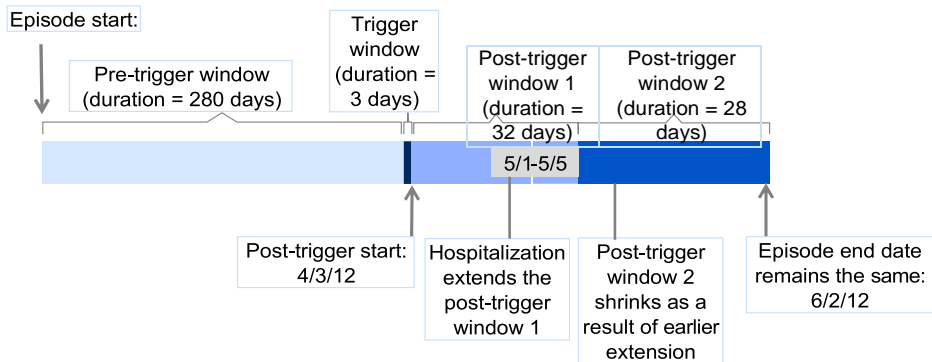 Episode start:
Pre-trigger window
(duration = 280 days)
Trigger
window
(duration =
3 days)
Post-trigger
window 1
(duration =
32 days)
Post-trigger
window 2
(duration = 28
days)
5/1-5/5
Post-trigger start:
4/3/12
Hospitalization
extends the
post-trigger
window 1
Post-trigger
window 2
shrinks as a
result of earlier
extension
Episode end date
remains the same:
6/2/12